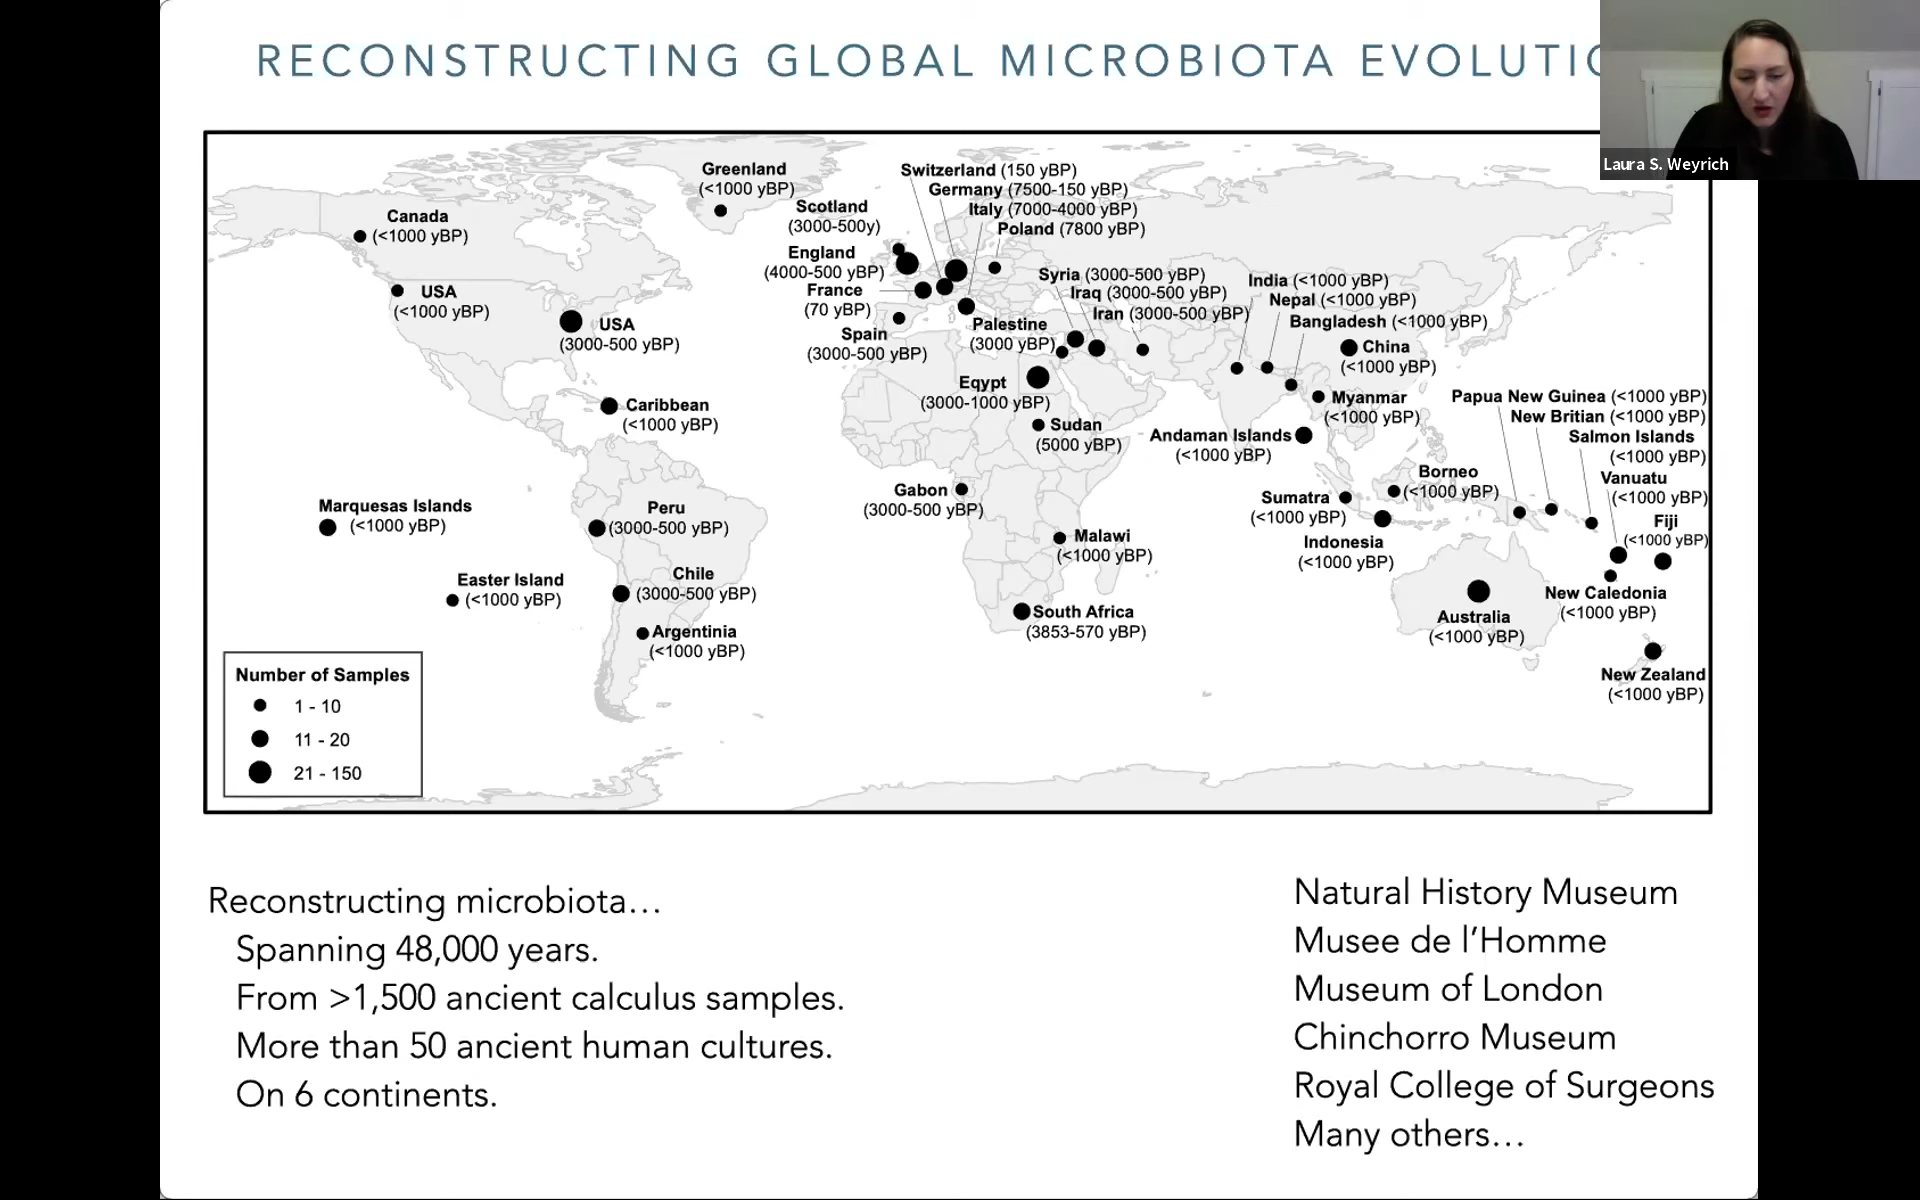 RECONSTRUCTING GLOBAL MICROBIOTA EVOLUTIO
Laura S. Weyrich
Greenland
(<1000 yBP)
Canada
(<1000 yBP)
USA
(<1000 yBP)
USA
(3000-500 yBP)
Caribbean
(<1000 yBP)
Marquesas Islands
(<1000 yBP)
Easter Island
(<1000 yBP)
Peru
(3000-500 yBP)
Chile
(3000-500 yBP)
Argentinia
(<1000 yBP)
Switzerland (150 yBP)
Germany (7500-150 yBP)
Italy (7000-4000 yBP)
Poland (7800 yBP)
Scotland
(3000-500y)
England
(4000-500 yBP)
France
(70 yBP)
Spain
(3000-500 yBP)
Syria (3000-500 yBP)
Iraq (3000-500 yBP)
Iran (3000-500 yBP)
Palestine
(3000 yBP)
Eqypt
(3000-1000 yBP)
Sudan
(5000 yBP)
Gabon
(3000-500 yBP)
Malawi
(<1000 yBP)
South Africa
(3853-570 yBP)
India (<1000 yBP)
Nepal (<1000 yBP)
Bangladesh (<1000 yBP)
China
(<1000 yBP)
Myanmar
(<1000 yBP)
Andaman Islands
(<1000 yBP)
Sumatra
(<1000 yBP)
Borneo
(<1000 yBP)
Indonesia
(<1000 yBP)
Papua New Guinea (<1000 yBP)
New Britian (<1000 yBP)
Salmon Islands
(<1000 yBP)
Vanuatu
(<1000 yBP)
Fiji
(<1000 yBP)
New Caledonia
(<1000 yBP)
Australia
(<1000 yBP)
New Zealand
(<1000 yBP)
Number of Samples
1 - 10
11 - 20
21 - 150
Reconstructing microbiota…
Spanning 48,000 years.
From >1,500 ancient calculus samples.
More than 50 ancient human cultures.
On 6 continents.
Natural History Museum
Musee de l’Homme
Museum of London
Chinchorro Museum
Royal College of Surgeons
Many others…